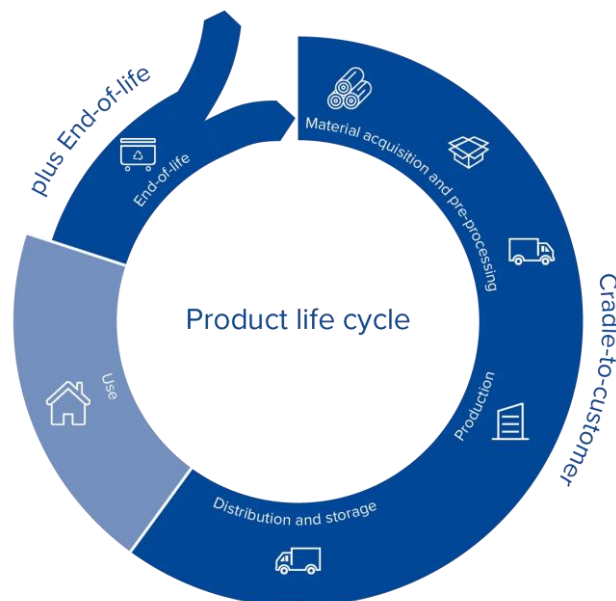 plus End-of-life
End-of-life
Material acquisition and pre-processing
Product life cycle
Cradle-to-customer
Use
Production
Distribution and storage